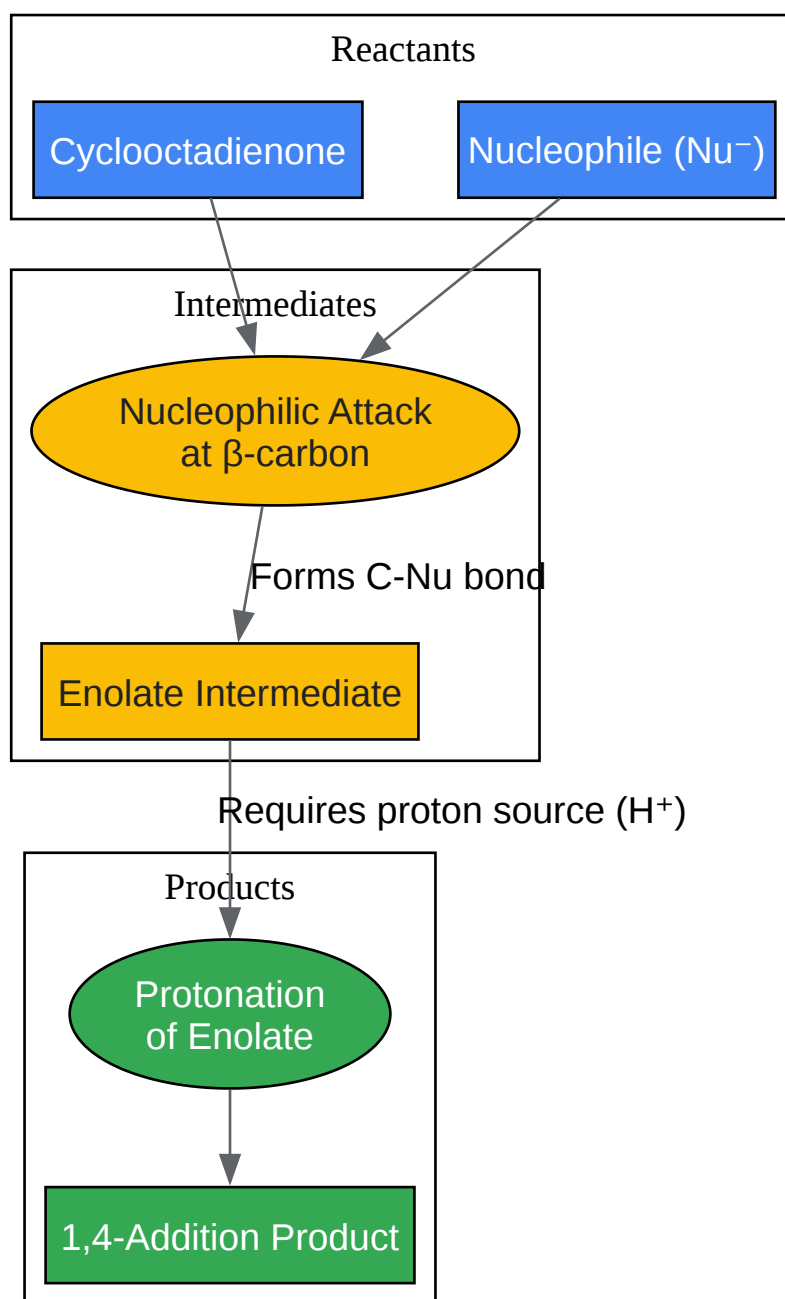 Reactants
Cyclooctadienone
Nucleophile (Nu⁻)
Intermediates
Nucleophilic Attack
at β-carbon
Forms C-Nu bond
Enolate Intermediate
Requires proton source (H⁺)
Products
Protonation
of Enolate
1,4-Addition Product